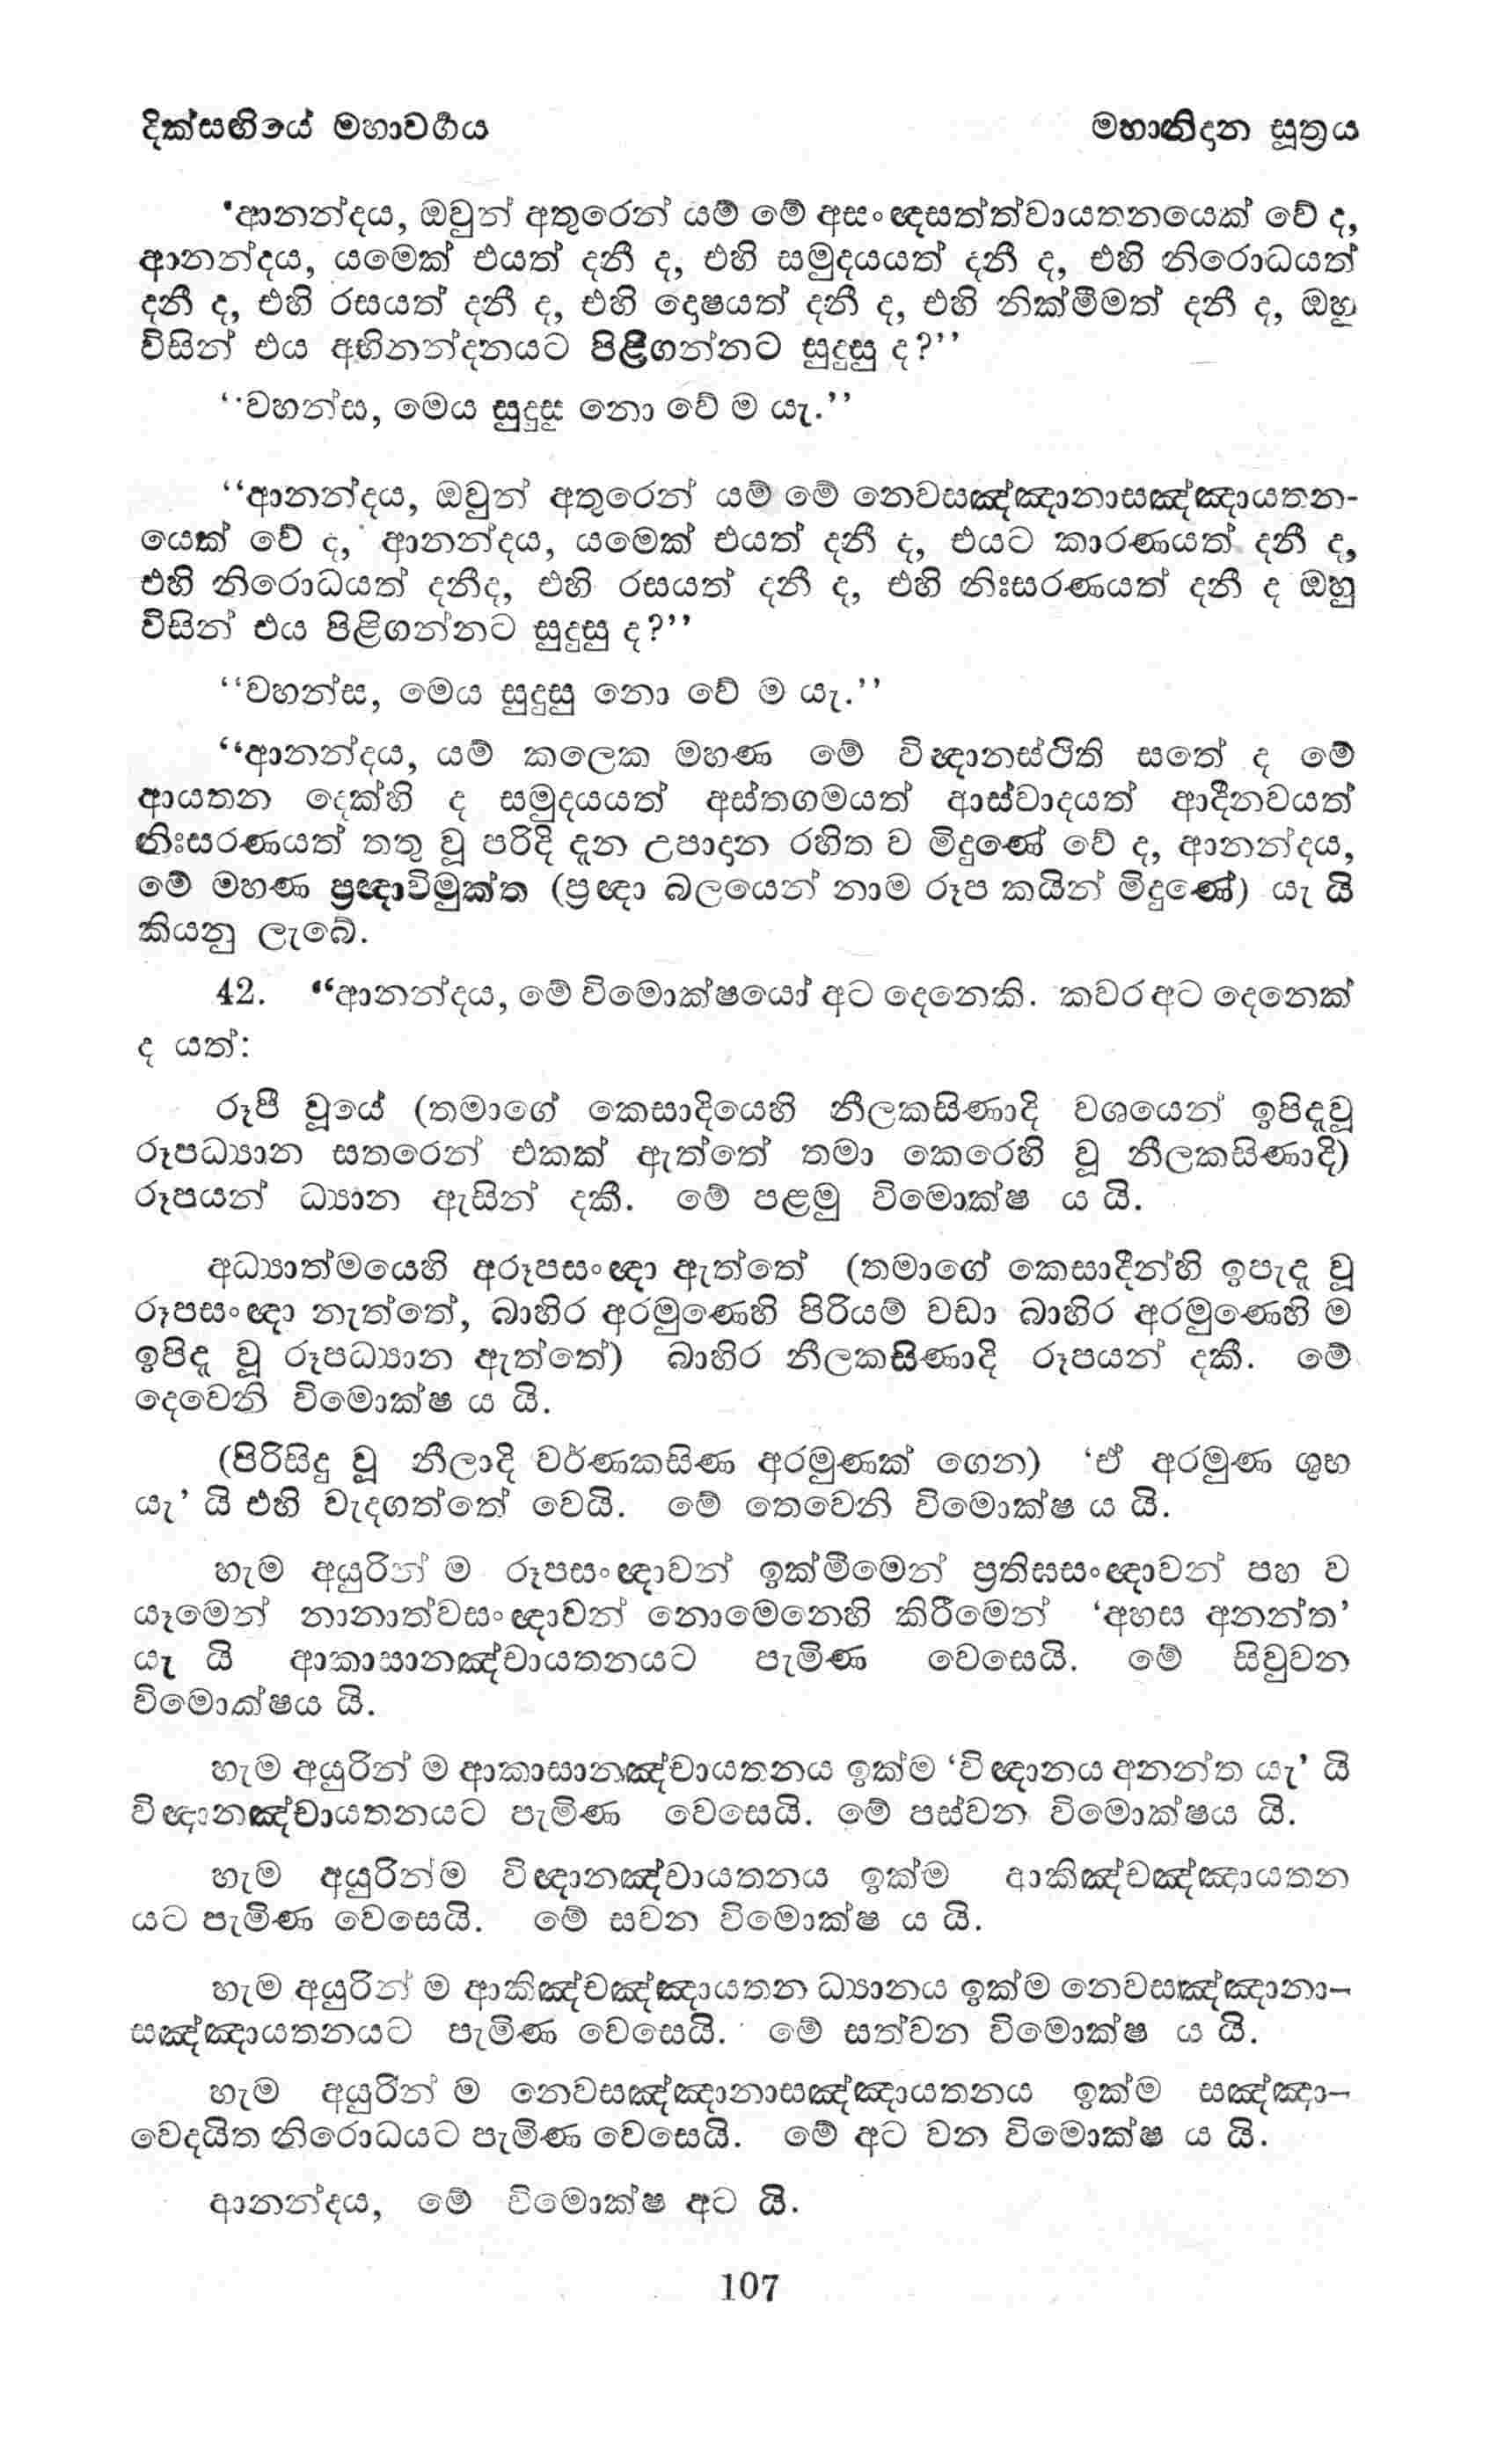 දික්සඟියේ මහාවර්‍ගය
මහානිදාන සූත්‍රය
'ආනන්දය, ඔවුන් අතුරෙන් යම් මේ අසංඥසත්ත්වායතනයෙක් වේ ද,
ආනන්දය, යමෙක් එයත් දනී ද, එහි සමුදයයත් දනී ද, එහි නිරොධයත්
දනී ද, එහි රසයත් දනී ද, එහි දොෂයත් දනී ද, එහි නික්මීමත් දනී ද, ඔහු
විසින් එය අභිනන්දනයට පිළිගන්නට සුදුසු ද?''
''වහන්ස, මෙය සුදුසු නො වේ ම යැ.''
''ආනන්දය, ඔවුන් අතුරෙන් යම් මේ නෙවසඤ්ඤානාසඤ්ඤායතන-
යෙක් වේ ද, ආනන්දය, යමෙක් එයත් දනී ද, එයට කාරණයත් දනී ද,
එහි නිරොධයත් දනීද, එහි රසයත් දනී ද, එහි නිඃසරණයත් දනී ද ඔහු
විසින් එය පිළිගන්නට සුදුසු ද?''
''වහන්ස, මෙය සුදුසු නො වේ ම යැ.''
''ආනන්දය, යම් කලෙක මහණ මේ විඥානස්ථිති සතේ ද මේ
ආයතන දෙක්හි ද සමුදයයත් අස්තගමයත් ආස්වාදයත් ආදීනවයත්
නිඃසරණයත් තතු වූ පරිදි දැන උපාදාන රහිත ව මිදුණේ වේ ද, ආනන්දය,
මේ මහණ ප්‍රඥාවිමුක්ත (ප්‍රඥා බලයෙන් නාම රූප කයින් මිදුණේ) යැ යි
කියනු ලැබේ.
42. ''ආනන්දය, මේ විමොක්ෂයෝ අට දෙනෙකි. කවර අට දෙනෙක්
ද යත්:
රූපී වූයේ (තමාගේ කෙසාදියෙහි නීලකසිණාදි වශයෙන් ඉපිදැවූ
රූපධ්‍යාන සතරෙන් එකක් ඇත්තේ තමා කෙරෙහි වූ නීලකසිණාදි)
රූපයන් ධ්‍යාන ඇසින් දකී. මේ පළමු විමොක්ෂ ය යි.
අධ්‍යාත්මයෙහි අරූපසංඥා ඇත්තේ (තමාගේ කෙසාදීන්හි ඉපැදැ වූ
රූපසංඥා නැත්තේ, බාහිර අරමුණෙහි පිරියම් වඩා බාහිර අරමුණෙහි ම
ඉපිදැ වූ රූපධ්‍යාන ඇත්තේ) බාහිර නීලකසිණාදි රූපයන් දකී. මේ
දෙවෙනි විමොක්ෂ ය යි.
(පිරිසිදු වූ නීලාදි වර්ණකසිණ අරමුණක් ගෙන) 'ඒ අරමුණ ශුභ
යැ' යි එහි වැදගත්තේ වෙයි. මේ තෙවෙනි විමොක්ෂ ය යි.
හැම අයුරින් ම රූපසංඥාවන් ඉක්මීමෙන් ප්‍රතිඝසංඥාවන් පහ ව
යෑමෙන් නානාත්වසංඥාවන් නොමෙනෙහි කිරීමෙන් 'අහස අනන්ත'
යැ යි ආකාසානඤ්චායතනයට පැමිණ වෙසෙයි. මේ සිවුවන
විමොක්ෂය යි.
හැම අයුරින් ම ආකාසානඤ්චායතනය ඉක්ම 'විඥානය අනන්ත යැ' යි
විඥානඤ්චායතනයට පැමිණ වෙසෙයි. මේ පස්වන විමොක්ෂය යි.
හැම අයුරින්ම විඥානඤ්චායතනය ඉක්ම ආකිඤ්චඤ්ඤායතන
යට පැමිණ වෙසෙයි. මේ සවන විමොක්ෂ ය යි.
හැම අයුරින් ම ආකිඤ්චඤ්ඤායතන ධ්‍යානය ඉක්ම නෙවසඤ්ඤානා-
සඤ්ඤායතනයට පැමිණ වෙසෙයි. මේ සත්වන විමොක්ෂ ය යි.
හැම අයුරින් ම නෙවසඤ්ඤානාසඤ්ඤායතනය ඉක්ම සඤ්ඤා-
වෙදයිත නිරොධයට පැමිණ වෙසෙයි. මේ අට වන විමොක්ෂ ය යි.
ආනන්දය, මේ විමොක්ෂ අට යි.
107